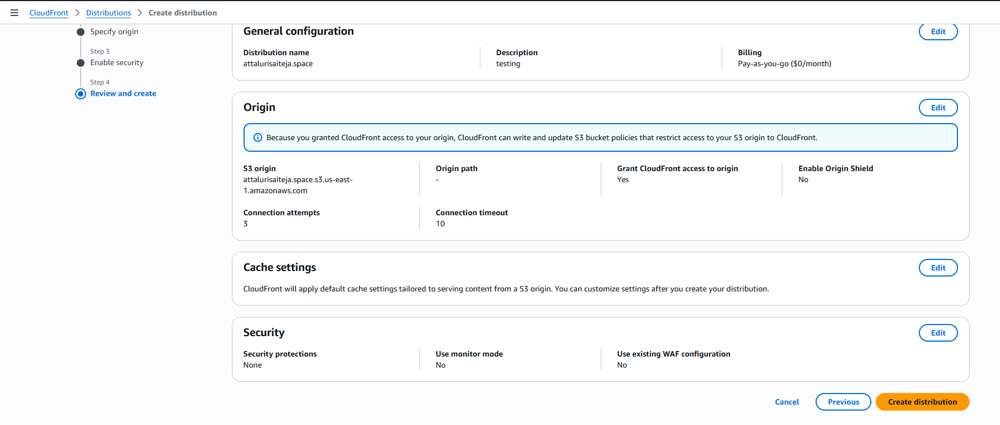 CloudFront > Distributions > Create distribution
Specify origin
Step 3
Enable security
Step 4
Review and create
General configuration
Edit
Distribution name
attalurisaiteja.space
Description
testing
Billing
Pay-as-you-go ($0/month)
Origin
Edit
Because you granted CloudFront access to your origin, CloudFront can write and update S3 bucket policies that restrict access to your S3 origin to CloudFront.
S3 origin
attalurisaiteja.space.s3.us-east-
1.amazonaws.com
Origin path
-
Grant CloudFront access to origin
Yes
Enable Origin Shield
No
Connection attempts
3
Connection timeout
10
Cache settings
Edit
CloudFront will apply default cache settings tailored to serving content from a S3 origin. You can customize settings after you create your distribution.
Security
Edit
Security protections
None
Use monitor mode
No
Use existing WAF configuration
No
Cancel
Previous
Create distribution